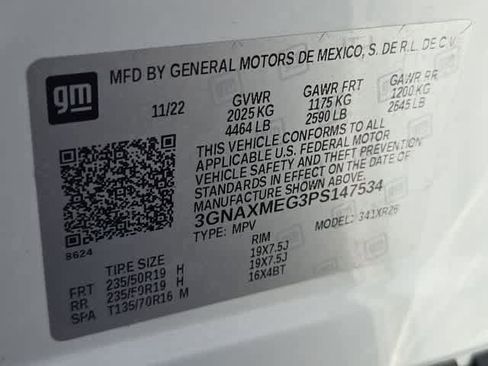 gm
MFD BY GENERAL MOTORS DE MEXICO, S. DE R.L. DE C.V.
11/22 GVWR GAWR FRT GAWR RR
2025 KG 1175 KG 1200 KG
4464 LB 2590 LB 2645 LB
THIS VEHICLE CONFORMS TO ALL
APPLICABLE U.S. FEDERAL MOTOR
VEHICLE SAFETY AND THEFT PREVENTION
STANDARDS IN EFFECT ON THE DATE OF
MANUFACTURE SHOWN ABOVE.
3GNAXMEG3PS147534
TYPE: MPV MODEL: 341XR26
8624
TIPE SIZE RIM
FRT 235/50R19 H 19X7.5J
RR 235/50R19 H 19X7.5J
SPA T135/70R16 M 16X4BT